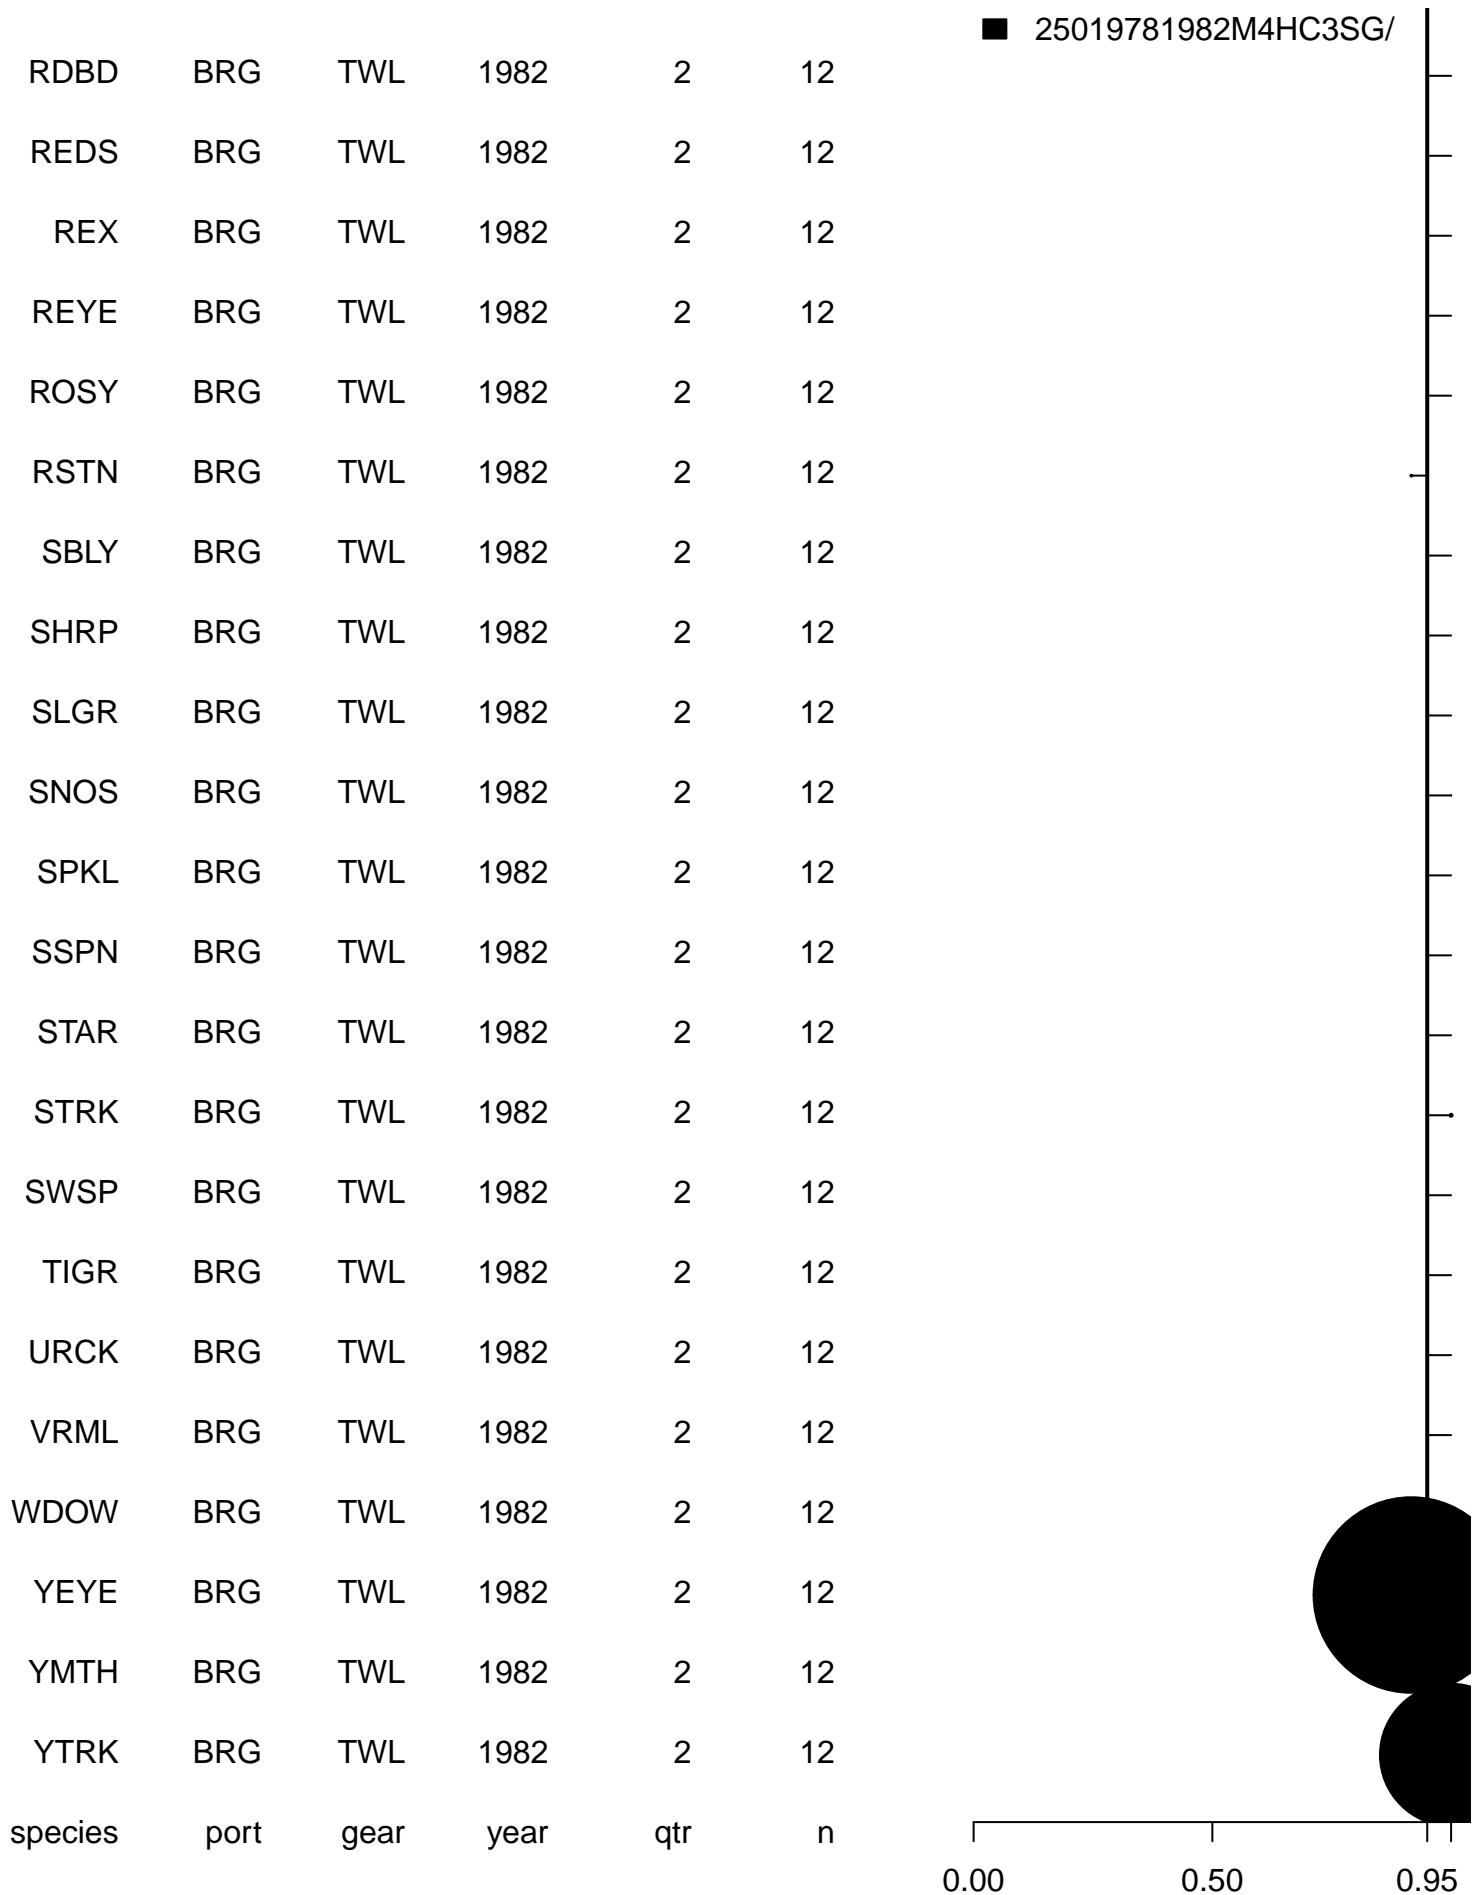 25019781982M4HC3SG/
RDBD BRG TWL 1982 2 12
REDS BRG TWL 1982 2 12
REX BRG TWL 1982 2 12
REYE BRG TWL 1982 2 12
ROSY BRG TWL 1982 2 12
RSTN BRG TWL 1982 2 12
SBLY BRG TWL 1982 2 12
SHRP BRG TWL 1982 2 12
SLGR BRG TWL 1982 2 12
SNOS BRG TWL 1982 2 12
SPKL BRG TWL 1982 2 12
SSPN BRG TWL 1982 2 12
STAR BRG TWL 1982 2 12
STRK BRG TWL 1982 2 12
SWSP BRG TWL 1982 2 12
TIGR BRG TWL 1982 2 12
URCK BRG TWL 1982 2 12
VRML BRG TWL 1982 2 12
WDOW BRG TWL 1982 2 12
YEYE BRG TWL 1982 2 12
YMTH BRG TWL 1982 2 12
YTRK BRG TWL 1982 2 12
species port gear year qtr n
0.00 0.50 0.95